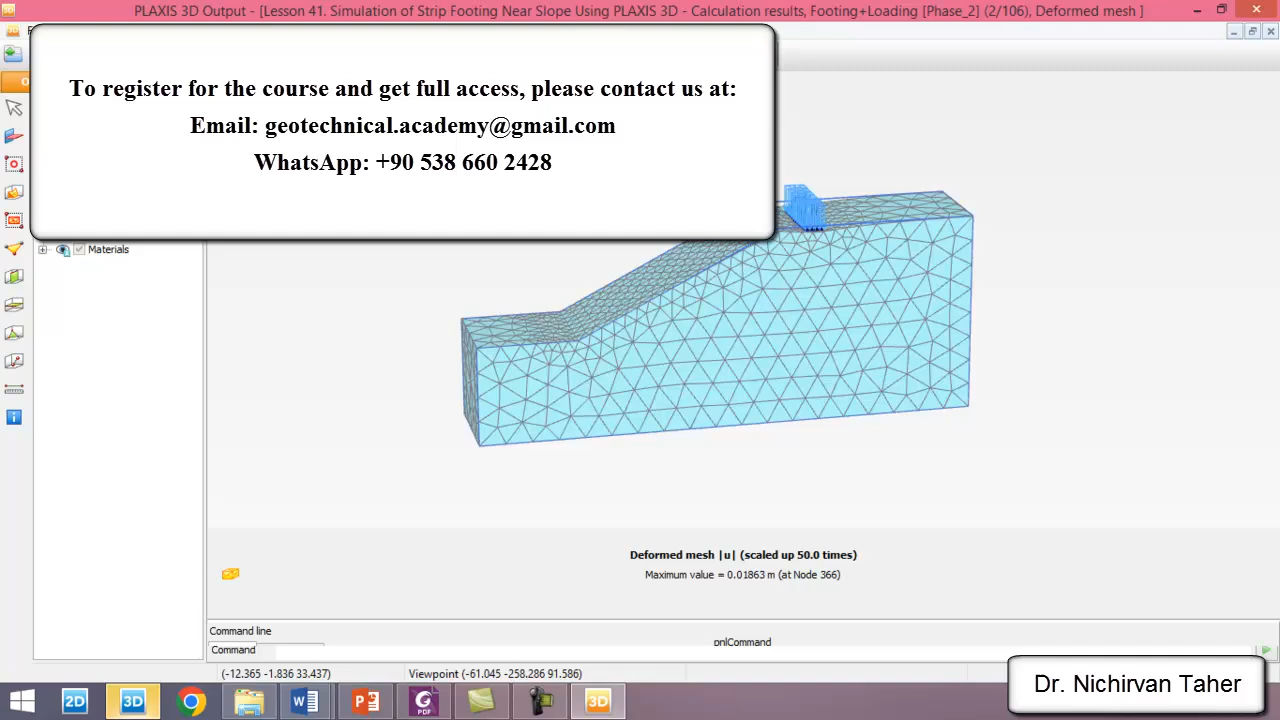 PLAXIS 3D Output - [Lesson 41. Simulation of Strip Footing Near Slope Using PLAXIS 3D - Calculation results, Footing+Loading [Phase_2] (2/106), Deformed mesh ]
To register for the course and get full access, please contact us at:
Email: geotechnical.academy@gmail.com
WhatsApp: +90 538 660 2428
Materials
Deformed mesh |u| (scaled up 50.0 times)
Maximum value = 0.01863 m (at Node 366)
Command line
pnlCommand
Command
(-12.365 -1.836 33.437)
Viewpoint (-61.045 -258.286 91.586)
Dr. Nichirvan Taher
2D
3D
PDF
3D